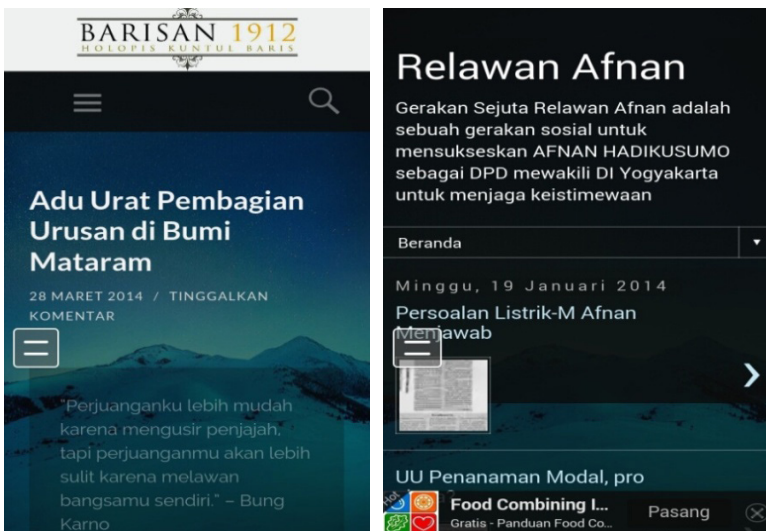 BARISAN 1912
HOLOPIS KUNTUL BARIS
Adu Urat Pembagian
Urusan di Bumi
Mataram
28 MARET 2014 / TINGGALKAN
KOMENTAR
"Perjuanganku lebih mudah
karena mengusir penjajah,
tapi perjuanganmu akan lebih
sulit karena melawan
bangsamu sendiri." – Bung
Karno
Relawan Afnan
Gerakan Sejuta Relawan Afnan adalah
sebuah gerakan sosial untuk
mensukseskan AFNAN HADIKUSUMO
sebagai DPD mewakili DI Yogyakarta
untuk menjaga keistimewaan
Beranda
Minggu, 19 Januari 2014
Persoalan Listrik-M Afnan
Menjawab
UU Penanaman Modal, pro
Hot
Food Combining I...
Gratis - Panduan Food Co...
Pasang